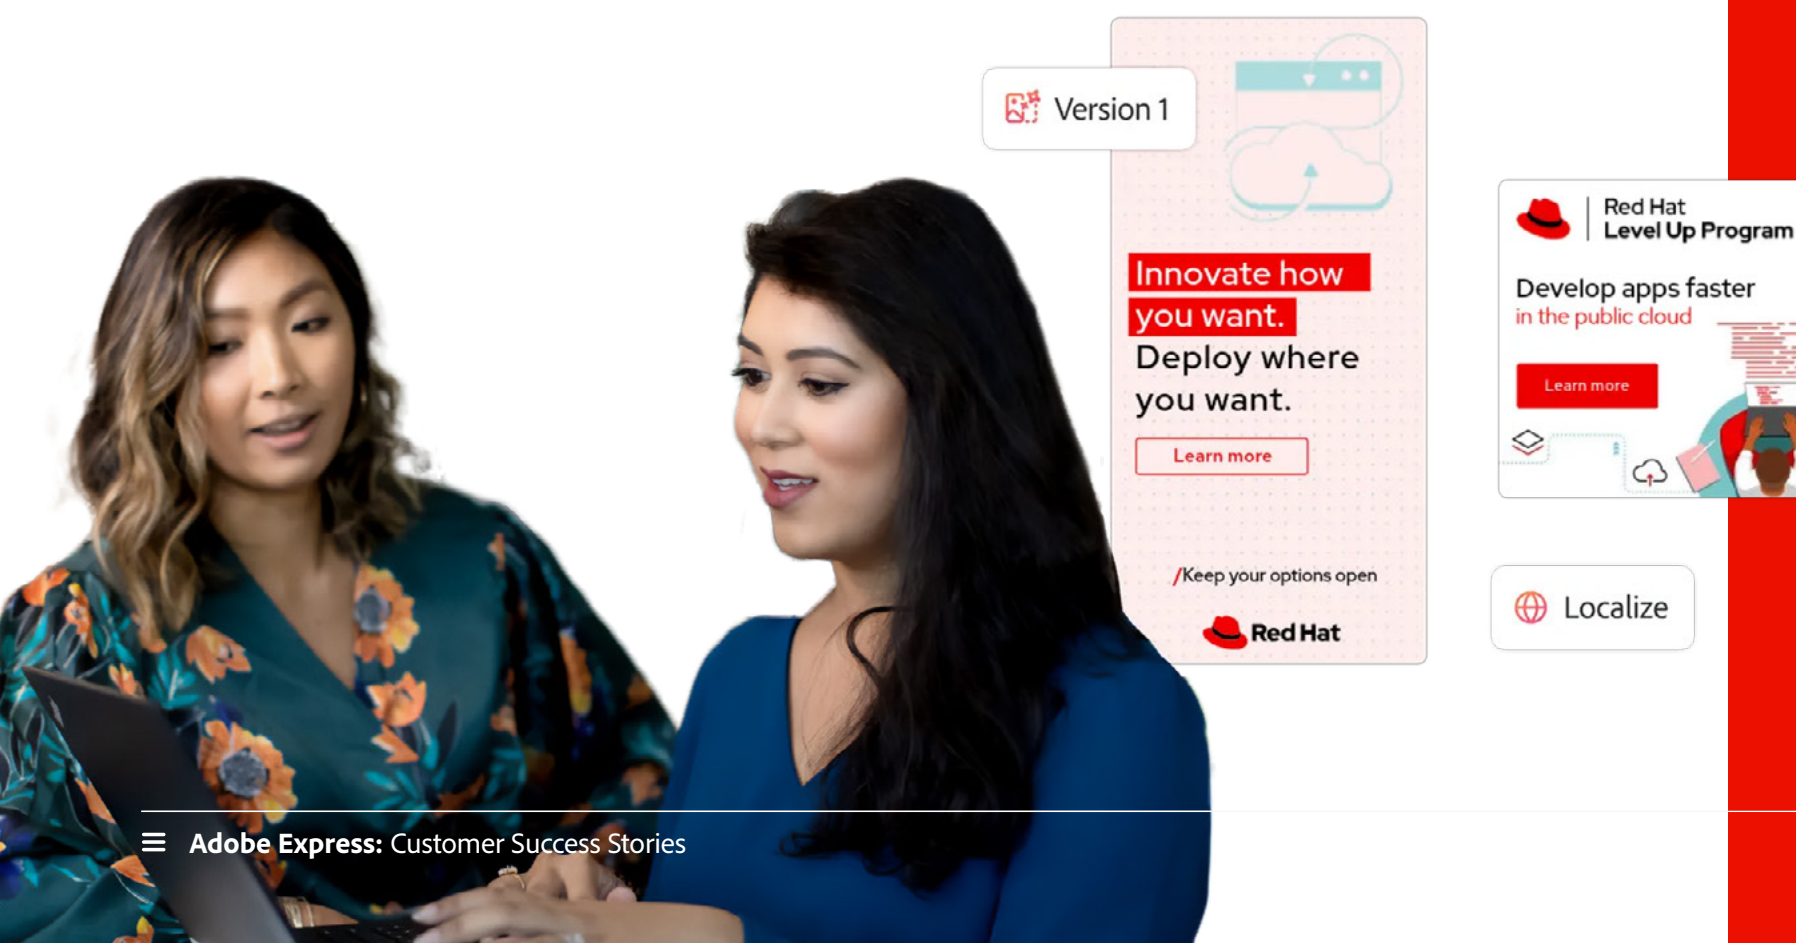 Version 1
Innovate how
you want.
Deploy where
you want.
Learn more
/Keep your options open
Red Hat
Red Hat
Level Up Program
Develop apps faster
in the public cloud
Learn more
Localize
Adobe Express: Customer Success Stories